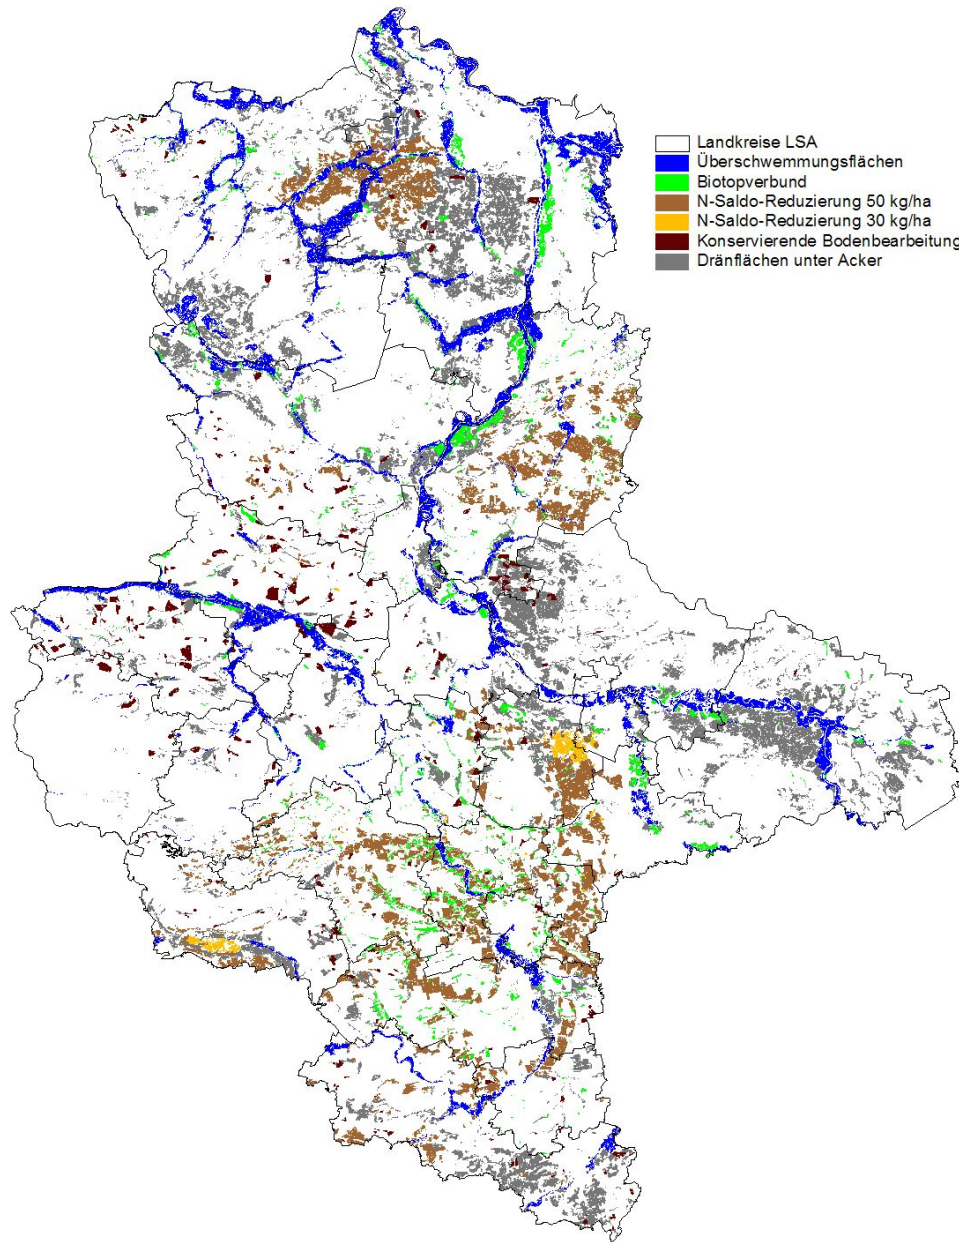 Landkreise LSA
Überschwemmungsflächen
Biotopverbund
N-Saldo-Reduzierung 50 kg/ha
N-Saldo-Reduzierung 30 kg/ha
Konservierende Bodenbearbeitung
Dränflächen unter Acker